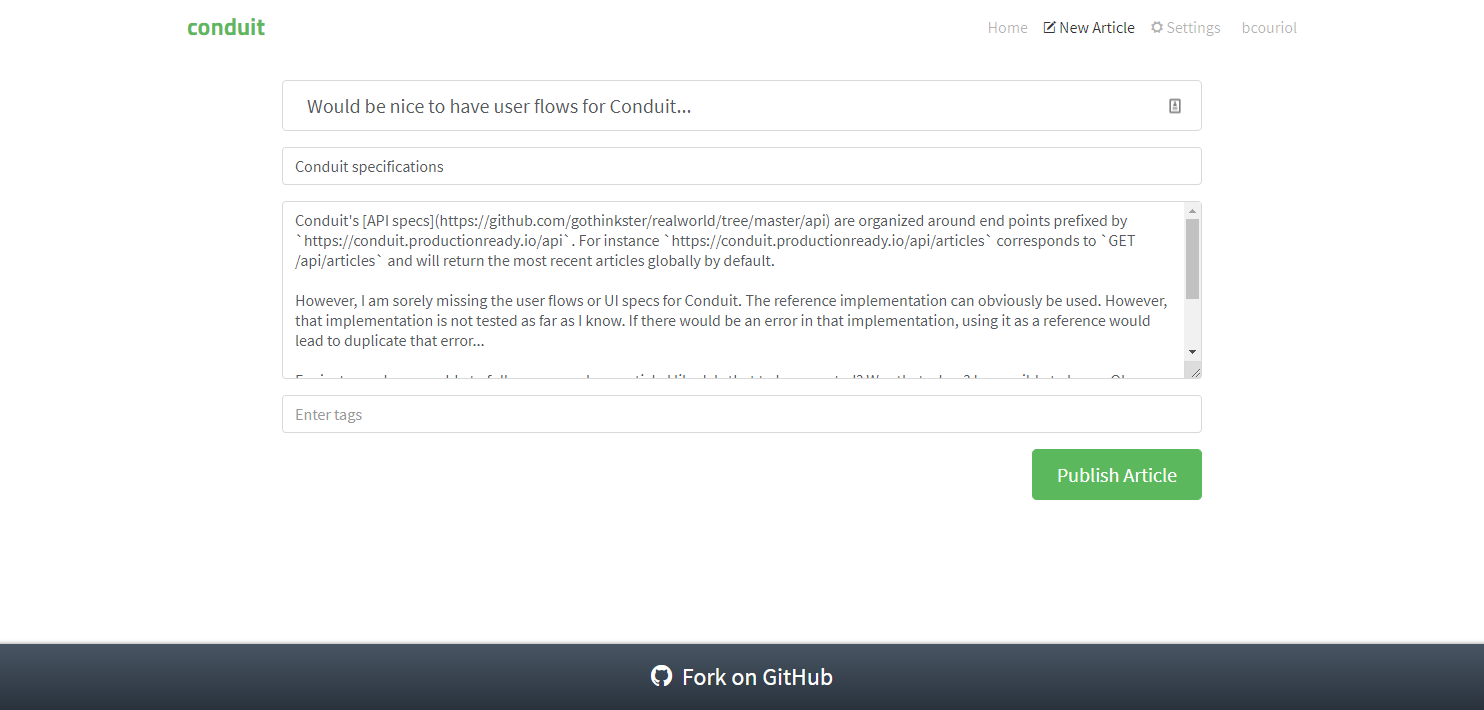 conduit
Home New Article Settings bcouriol
Would be nice to have user flows for Conduit...
Conduit specifications
Conduit's [API specs](https://github.com/gothinkster/realworld/tree/master/api) are organized around end points prefixed by
`https://conduit.productionready.io/api`. For instance `https://conduit.productionready.io/api/articles` corresponds to `GET
/api/articles` and will return the most recent articles globally by default.
However, I am sorely missing the user flows or UI specs for Conduit. The reference implementation can obviously be used. However,
that implementation is not tested as far as I know. If there would be an error in that implementation, using it as a reference would
lead to duplicate that error...
Enter tags
Publish Article
Fork on GitHub